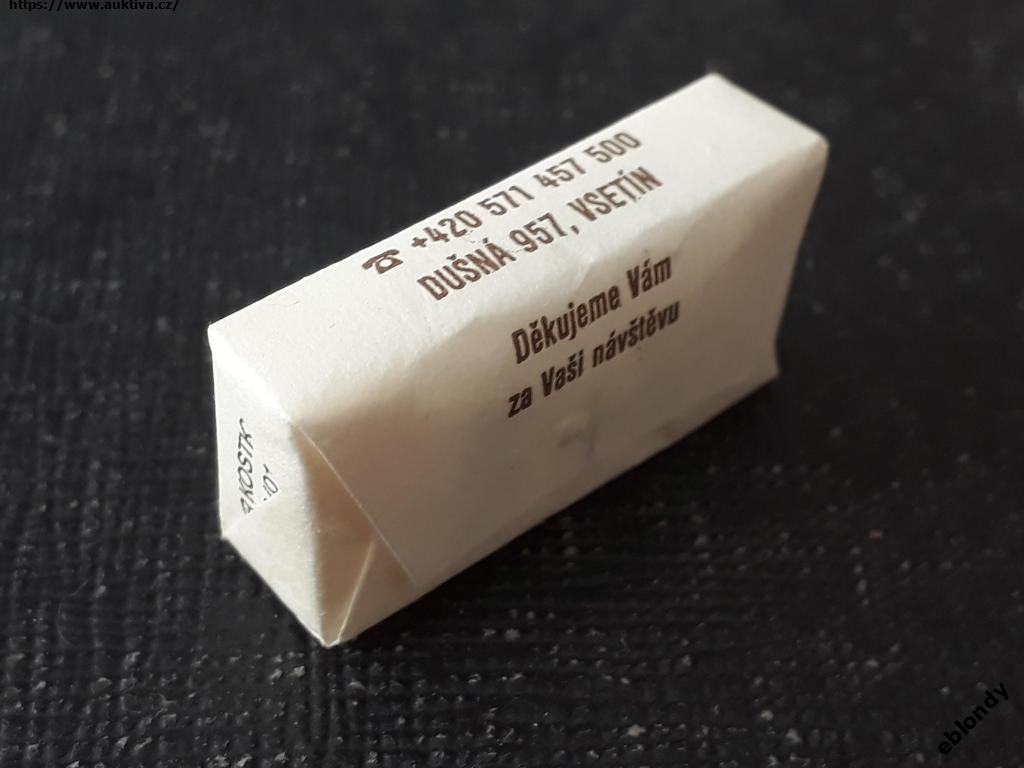 https://www.auktiva.cz/
☎ +420 571 457 500
DUŠNÁ 957, VSETÍN
Děkujeme Vám
za Vaši návštěvu
eblondy